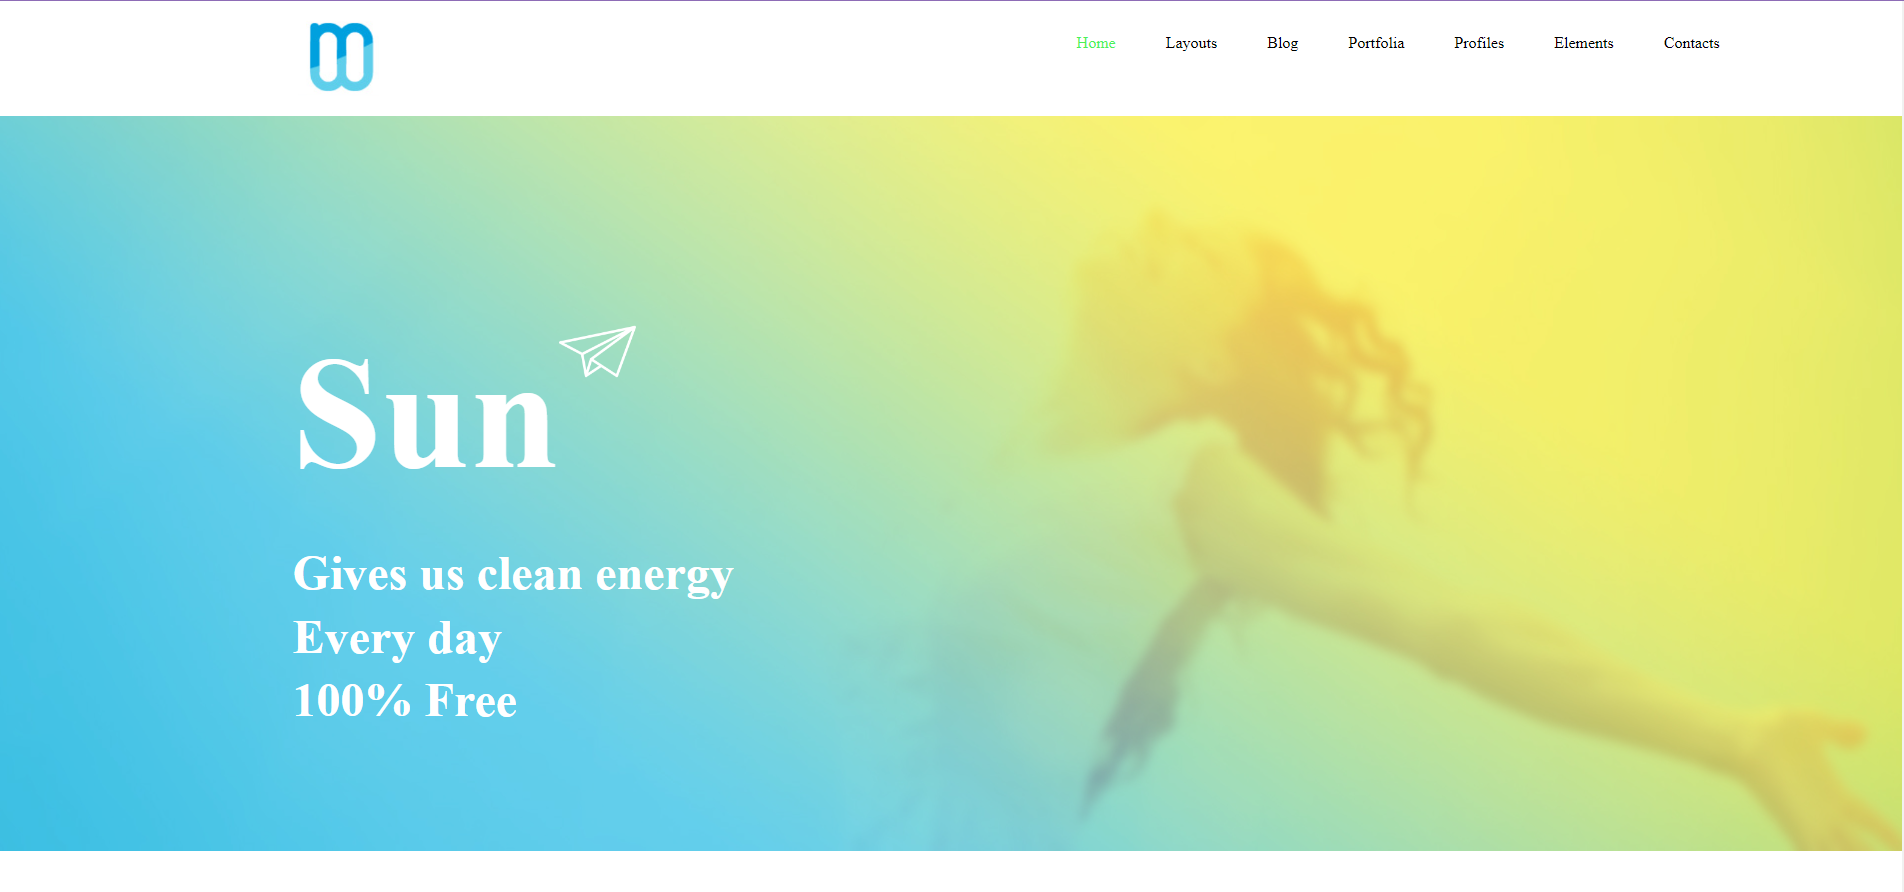 Home Layouts Blog Portfolia Profiles Elements Contacts
Sun
Gives us clean energy
Every day
100% Free